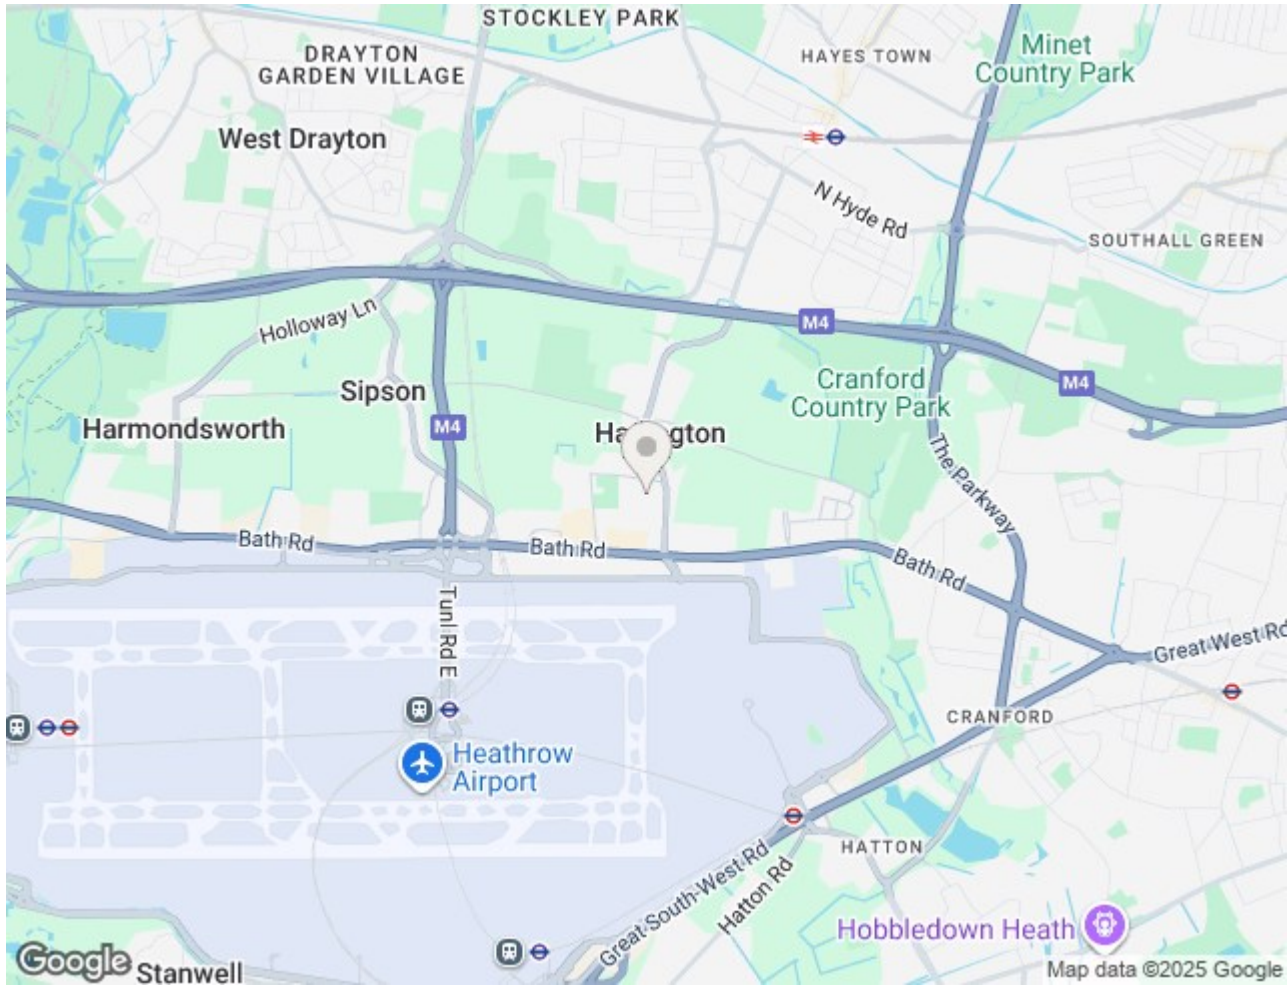 STOCKLEY PARK
DRAYTON
GARDEN VILLAGE
HAYES TOWN
Minet
Country Park
West Drayton
N Hyde Rd
SOUTHALL GREEN
Holloway Ln
M4
Sipson
Cranford
Country Park
M4
Harmondsworth
M4
The Parkway
Bath Rd
Bath Rd
Bath Rd
Tunl Rd E
Great West Rd
CRANFORD
Heathrow
Airport
HATTON
Great South-West Rd
Hatton Rd
Hobbledown Heath
Google
Stanwell
Map data ©2025 Google